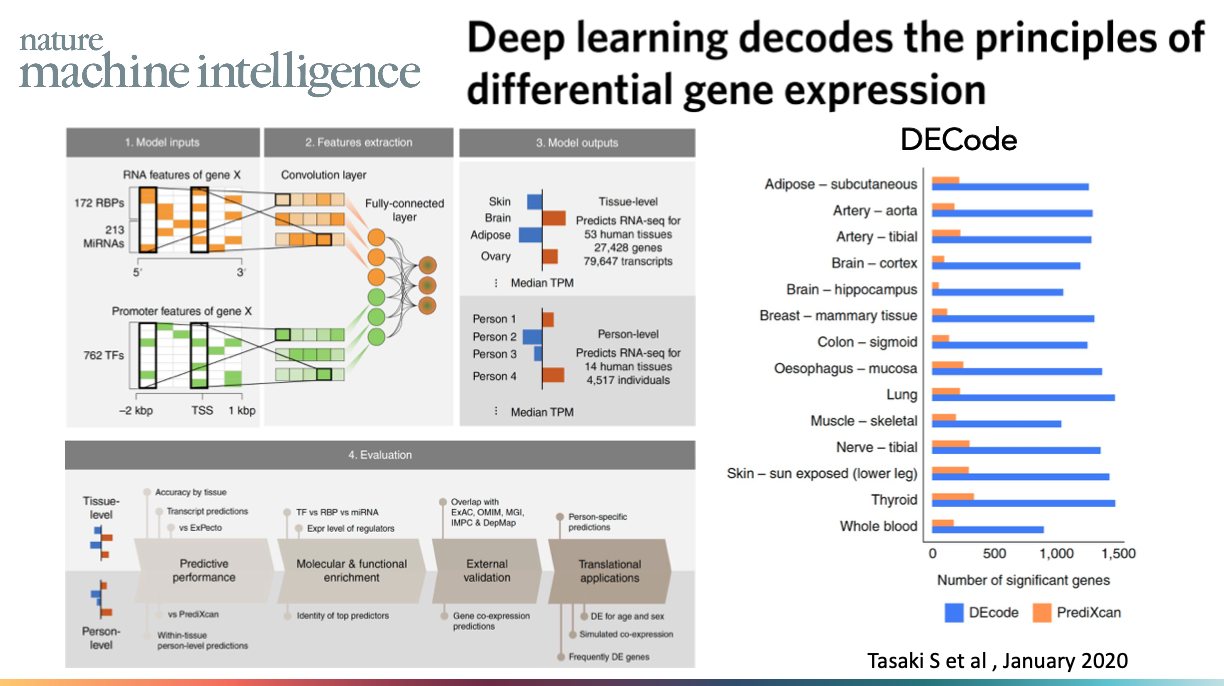 nature
machine intelligence
Deep learning decodes the principles of
differential gene expression
1. Model inputs
RNA features of gene X
172 RBPs
213
MiRNAs
5′
3′
Promoter features of gene X
762 TFs
−2 kbp
TSS
1 kbp
2. Features extraction
Convolution layer
Fully-connected
layer
3. Model outputs
Skin
Brain
Adipose
Ovary
⋮ Median TPM
Tissue-level
Predicts RNA-seq for
53 human tissues
27,428 genes
79,647 transcripts
Person 1
Person 2
Person 3
Person 4
⋮ Median TPM
Person-level
Predicts RNA-seq for
14 human tissues
4,517 individuals
4. Evaluation
Tissue-
level
Accuracy by tissue
Transcript predictions
vs ExPecto
TF vs RBP vs miRNA
Expr level of regulators
Overlap with
ExAC, OMIM, MGI,
IMPC & DepMap
Person-specific
predictions
Predictive
performance
Molecular & functional
enrichment
External
validation
Translational
applications
Person-
level
vs PrediXcan
Within-tissue
person-level predictions
Identity of top predictors
Gene co-expression
predictions
DE for age and sex
Simulated co-expression
Frequently DE genes
DECode
Adipose – subcutaneous
Artery – aorta
Artery – tibial
Brain – cortex
Brain – hippocampus
Breast – mammary tissue
Colon – sigmoid
Oesophagus – mucosa
Lung
Muscle – skeletal
Nerve – tibial
Skin – sun exposed (lower leg)
Thyroid
Whole blood
0 500 1,000 1,500
Number of significant genes
DEcode PrediXcan
Tasaki S et al , January 2020